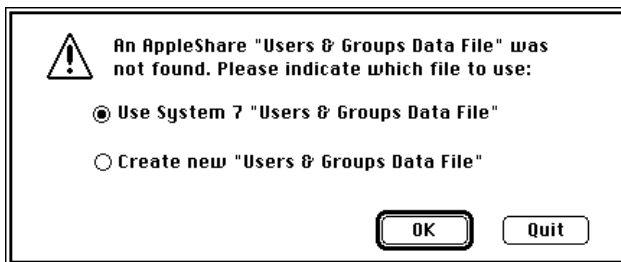 An AppleShare "Users & Groups Data File" was
not found. Please indicate which file to use:
Use System 7 "Users & Groups Data File"
Create new "Users & Groups Data File"
OK Quit